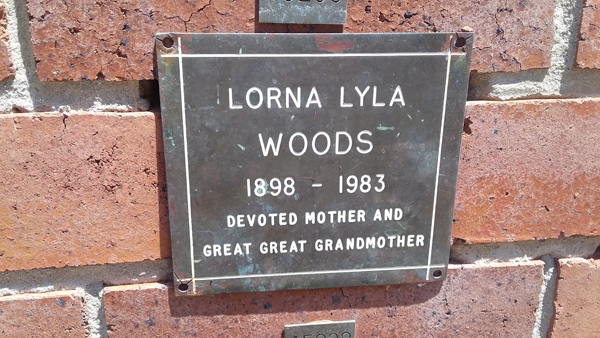 LORNA LYLA
WOODS
1898 - 1983
DEVOTED MOTHER AND
GREAT GREAT GRANDMOTHER